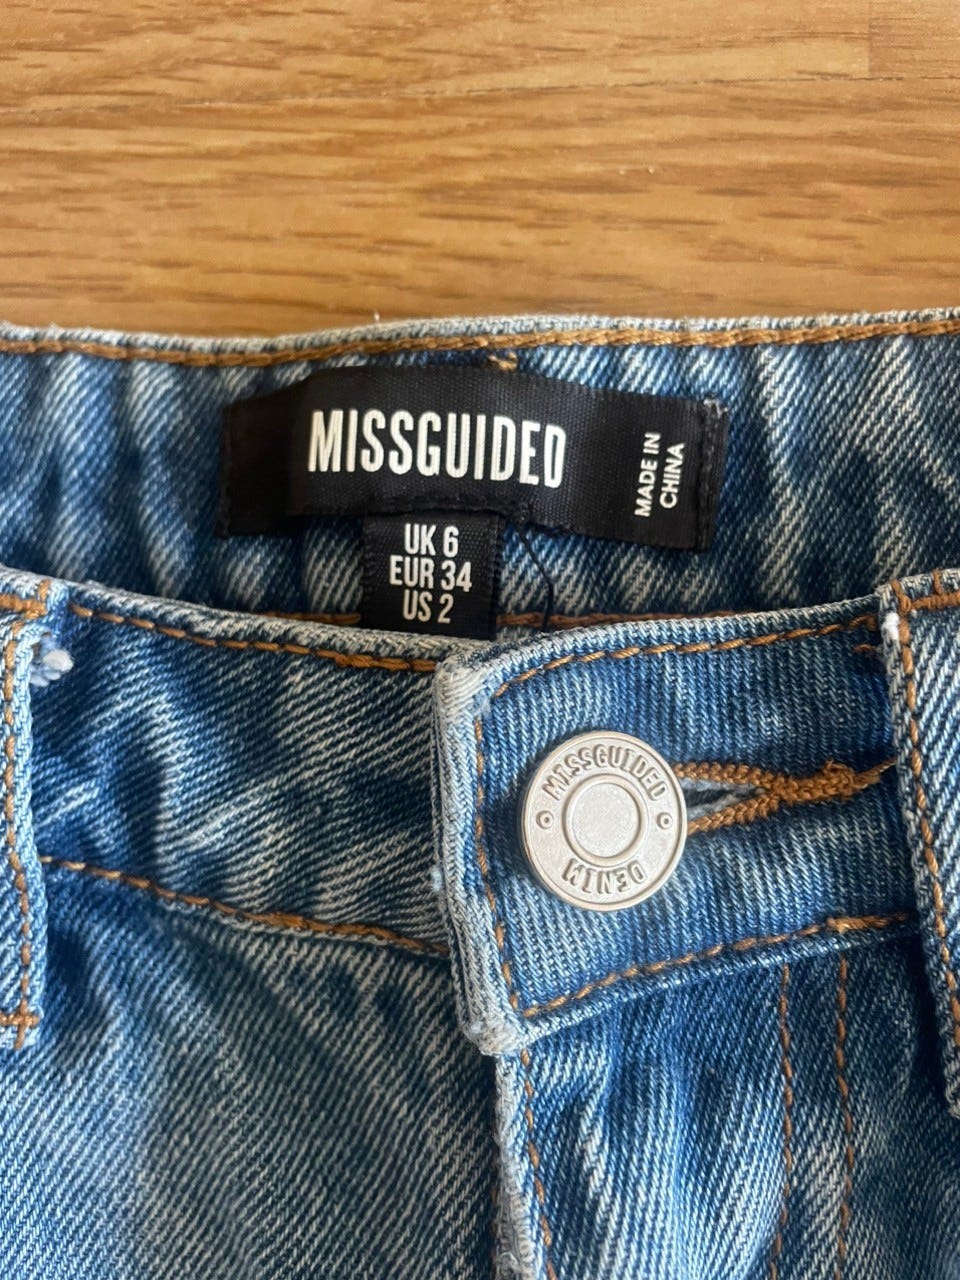 MISSGUIDED
MADE IN
CHINA
UK 6
EUR 34
US 2
MISSGUIDED
DENIM